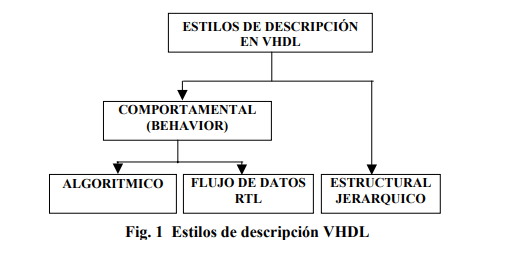 ESTILOS DE DESCRIPCIÓN
EN VHDL
COMPORTAMENTAL
(BEHAVIOR)
ALGORITMICO
FLUJO DE DATOS
RTL
ESTRUCTURAL
JERARQUICO
Fig. 1 Estilos de descripción VHDL